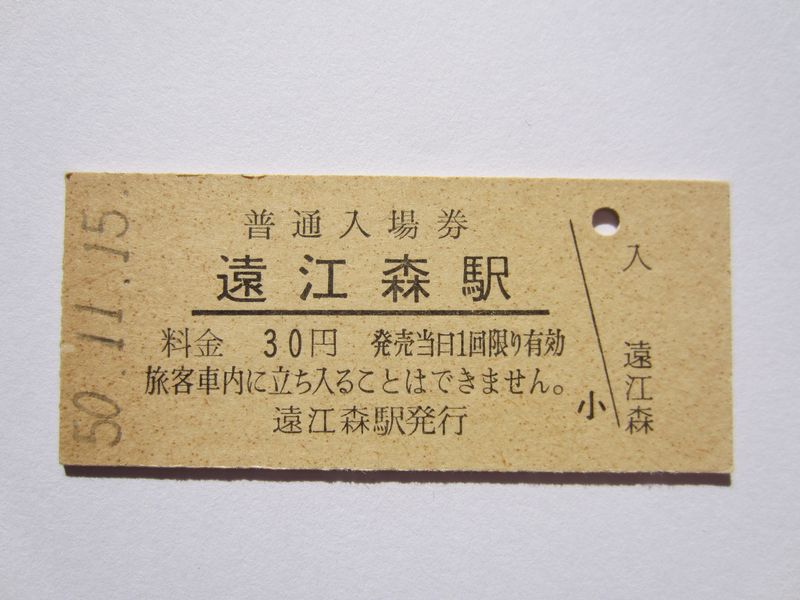 50.11.15.
普通入場券
遠江森駅
料金 30円 発売当日1回限り有効
旅客車内に立ち入ることはできません。
遠江森駅発行
小
入
遠江森